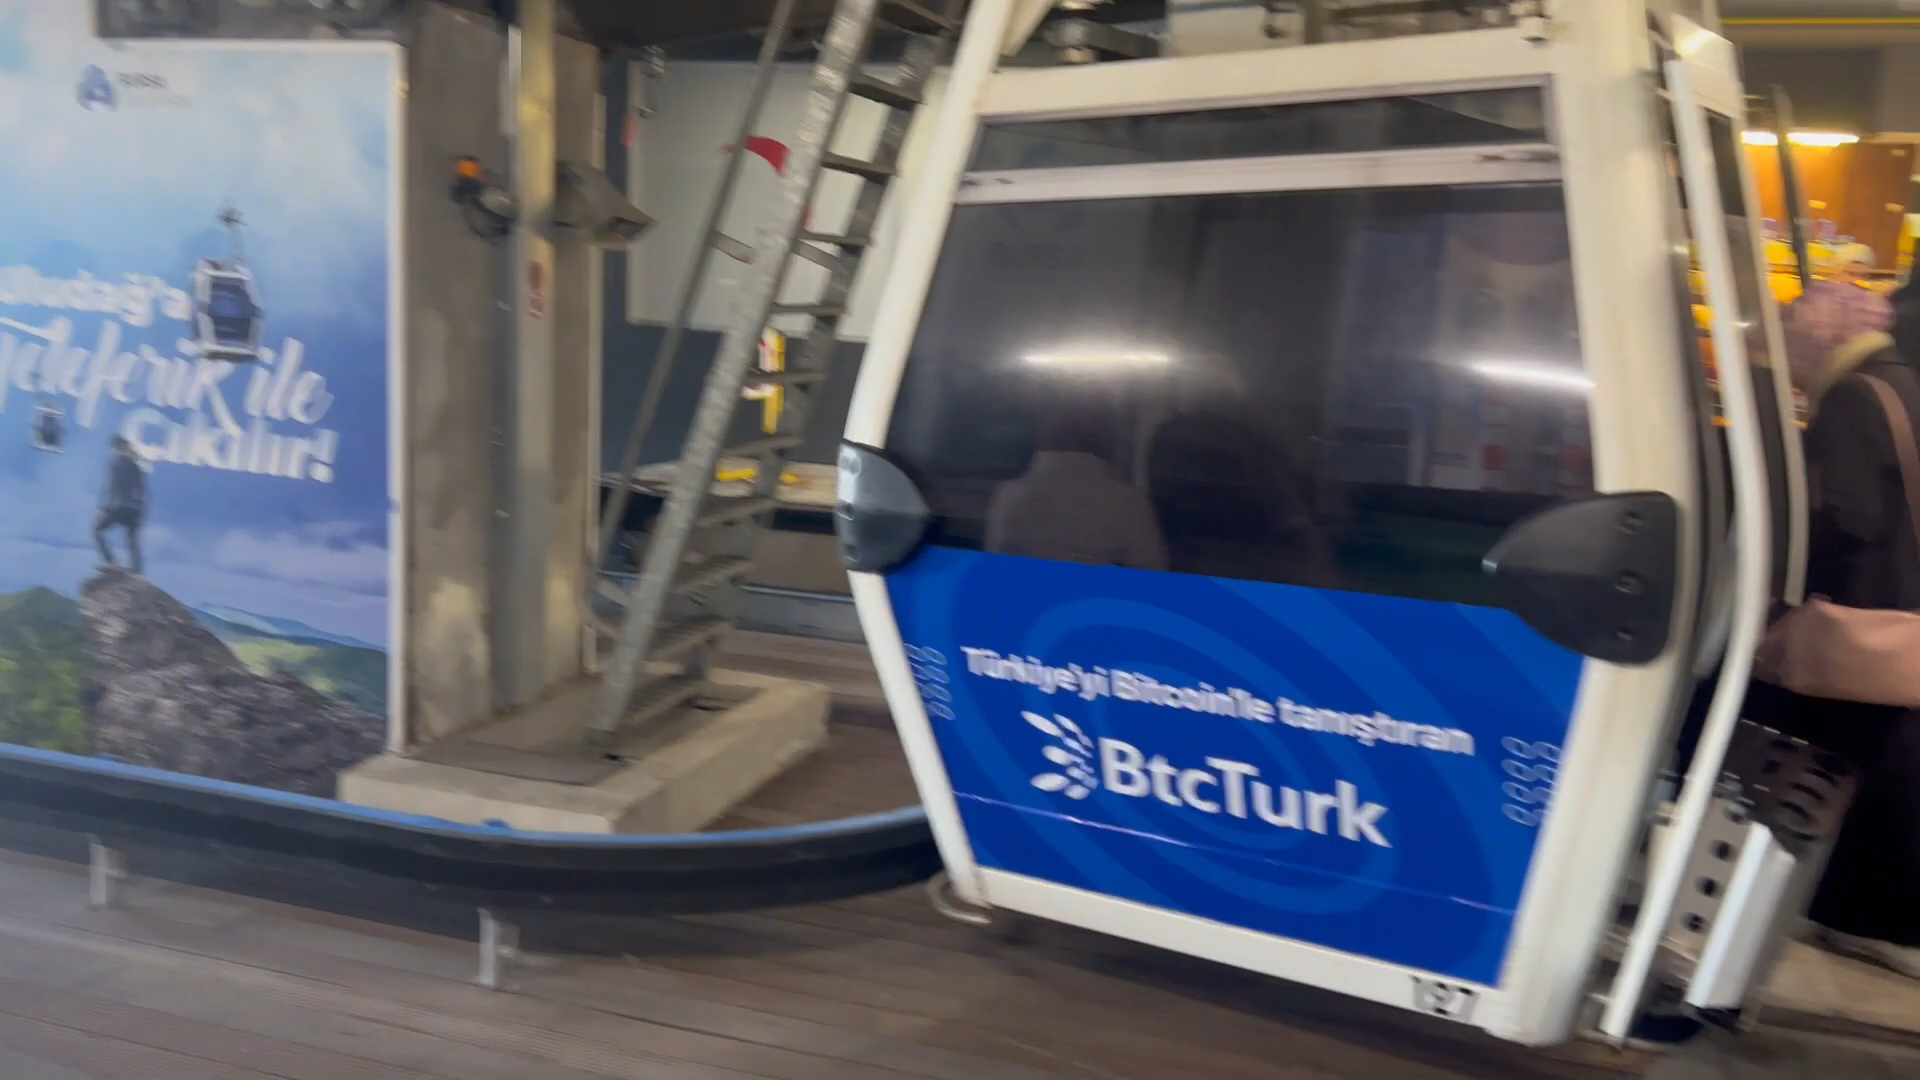 Uludağ'a
teleferik ile
Çıkılır!
Türkiye'yi Bitcoin'le tanıştıran
BtcTurk
197